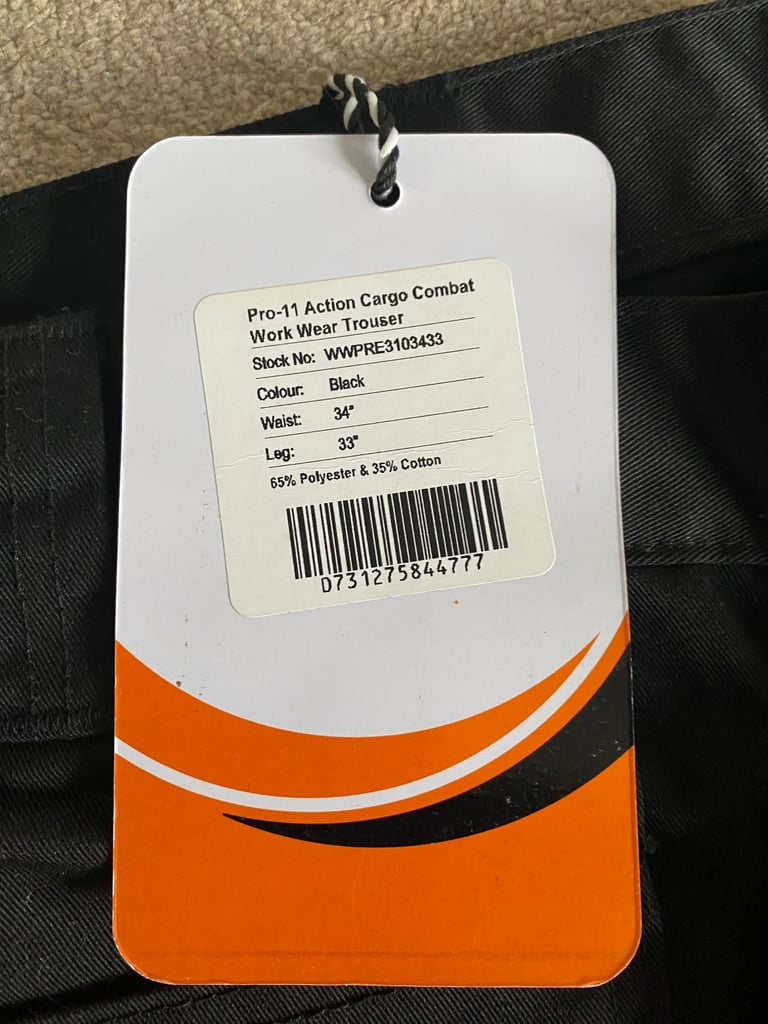 Pro-11 Action Cargo Combat
Work Wear Trouser
Stock No: WWPRE3103433
Colour: Black
Waist: 34"
Leg: 33"
65% Polyester & 35% Cotton
0731275844777